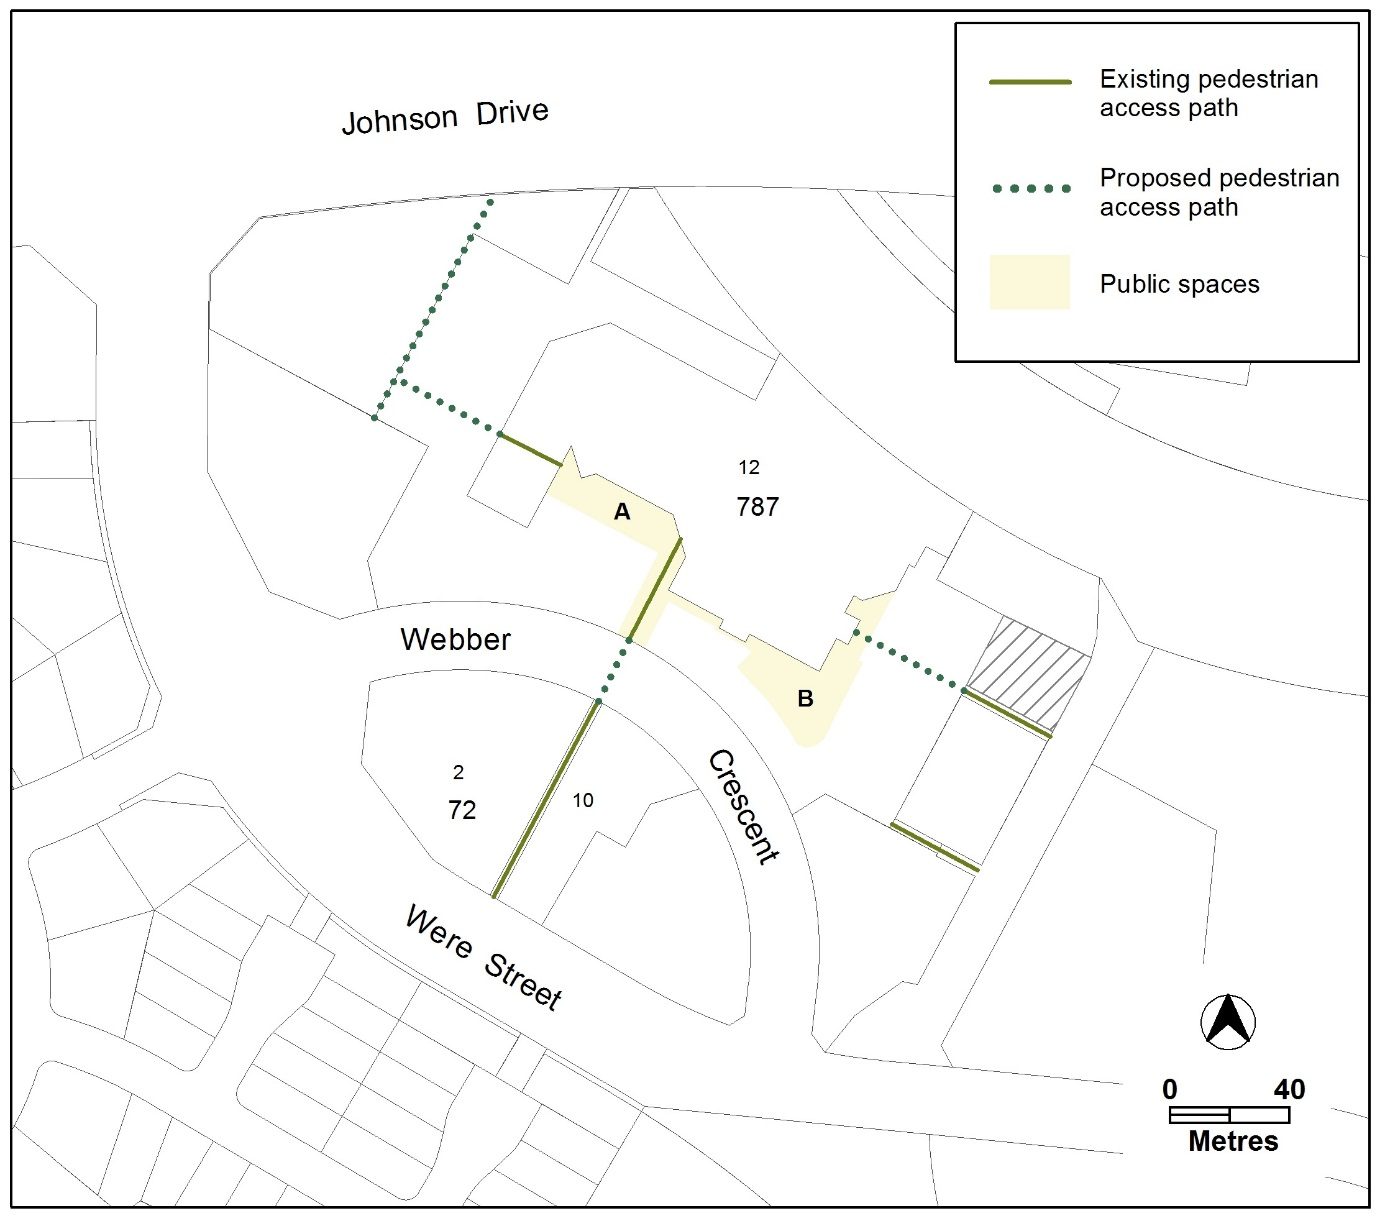 Johnson Drive
Existing pedestrian
access path
Proposed pedestrian
access path
Public spaces
12
787
A
Webber
B
2
72
10
Crescent
Were Street
0 40
Metres